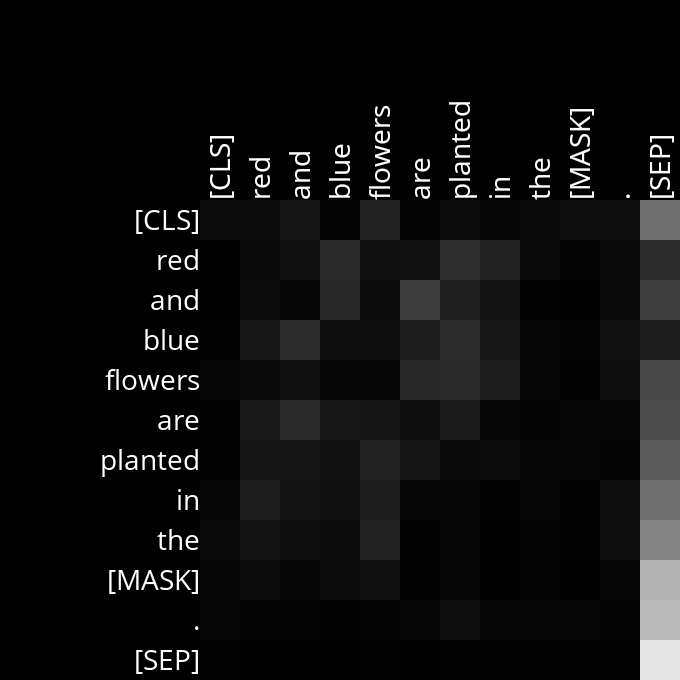 [CLS] red and blue flowers are planted in the [MASK] . [SEP]
[CLS]
red
and
blue
flowers
are
planted
in
the
[MASK]
.
[SEP]